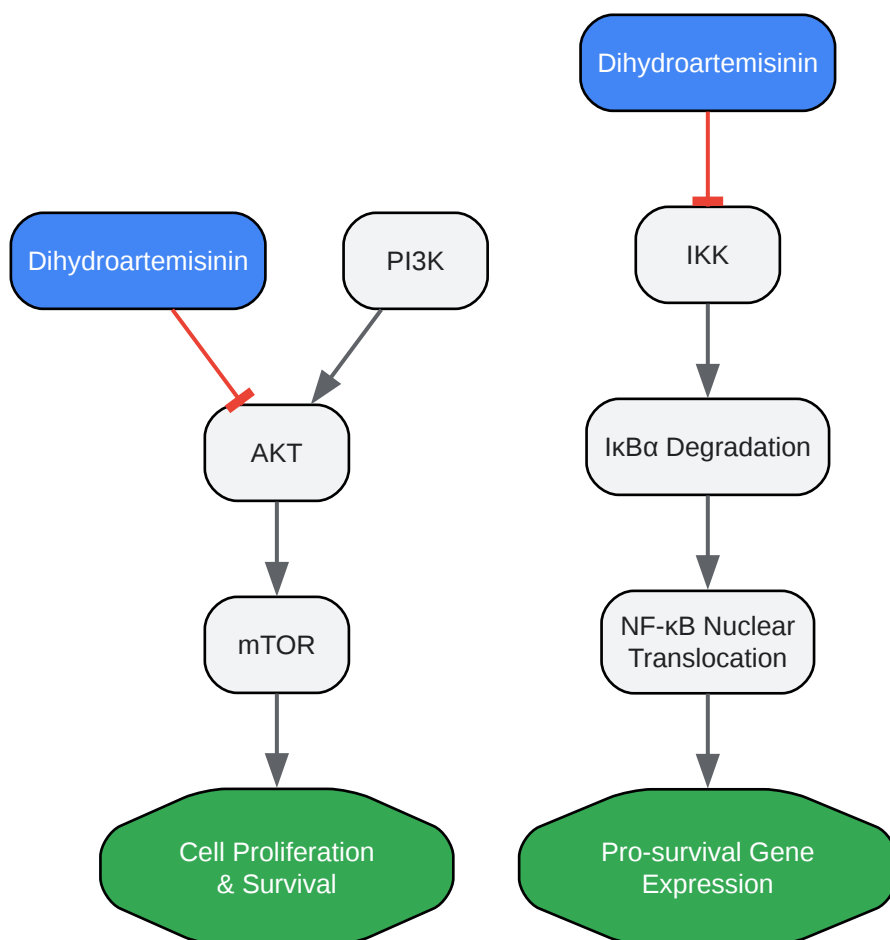 Dihydroartemisinin
Dihydroartemisinin
PI3K
IKK
AKT
IκBα Degradation
mTOR
NF-κB Nuclear
Translocation
Cell Proliferation
& Survival
Pro-survival Gene
Expression